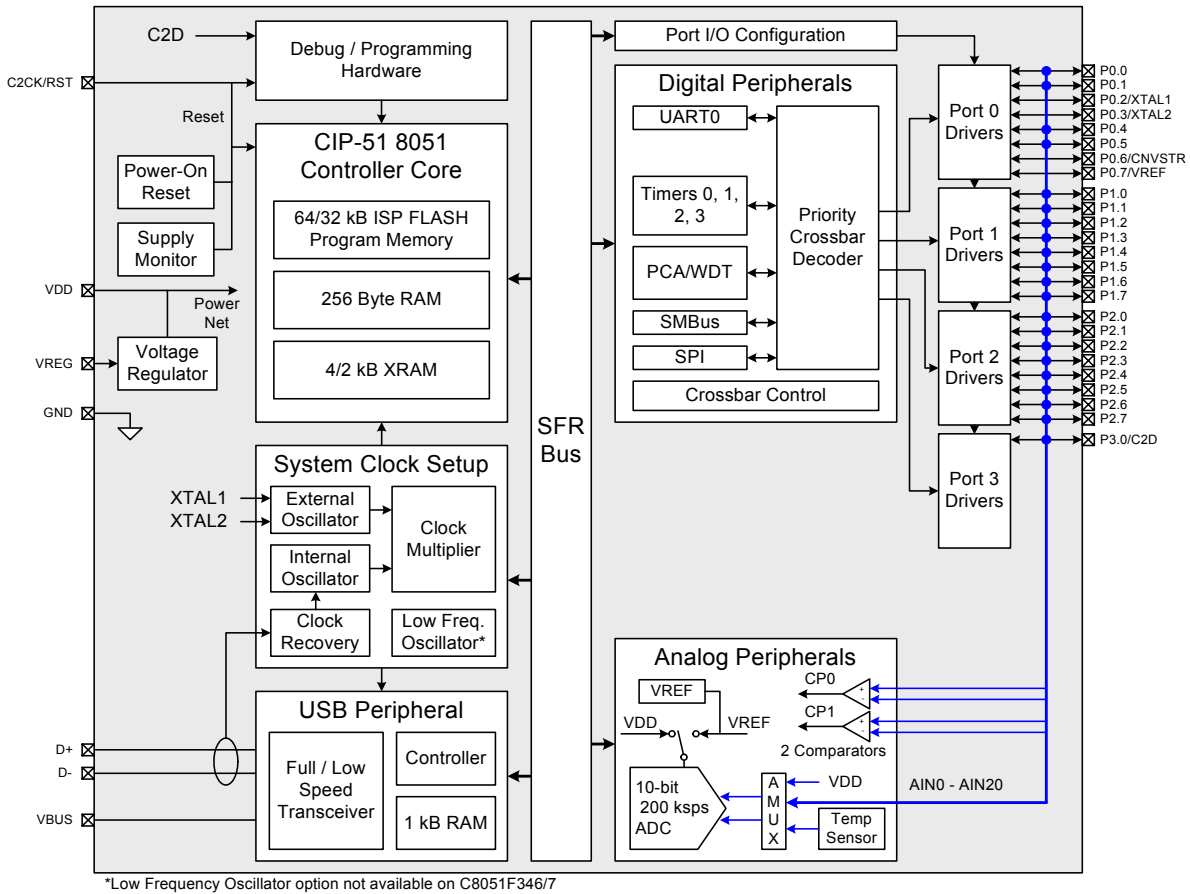 C2D
C2CK/RST
Reset
Power-On
Reset
Supply
Monitor
VDD
Power
Net
VREG
Voltage
Regulator
GND
Debug / Programming
Hardware
CIP-51 8051
Controller Core
64/32 kB ISP FLASH
Program Memory
256 Byte RAM
4/2 kB XRAM
System Clock Setup
XTAL1
XTAL2
External
Oscillator
Internal
Oscillator
Clock
Recovery
Clock
Multiplier
Low Freq.
Oscillator*
USB Peripheral
D+
D-
VBUS
Full / Low
Speed
Transceiver
Controller
1 kB RAM
SFR
Bus
Port I/O Configuration
Digital Peripherals
UART0
Timers 0, 1,
2, 3
PCA/WDT
SMBus
SPI
Priority
Crossbar
Decoder
Crossbar Control
Port 0
Drivers
Port 1
Drivers
Port 2
Drivers
Port 3
Drivers
P0.0
P0.1
P0.2/XTAL1
P0.3/XTAL2
P0.4
P0.5
P0.6/CNVSTR
P0.7/VREF
P1.0
P1.1
P1.2
P1.3
P1.4
P1.5
P1.6
P1.7
P2.0
P2.1
P2.2
P2.3
P2.4
P2.5
P2.6
P2.7
P3.0/C2D
Analog Peripherals
VREF
VDD
VREF
CP0
+
-
CP1
+
-
2 Comparators
10-bit
200 ksps
ADC
A
M
U
X
VDD
Temp
Sensor
AIN0 - AIN20
*Low Frequency Oscillator option not available on C8051F346/7